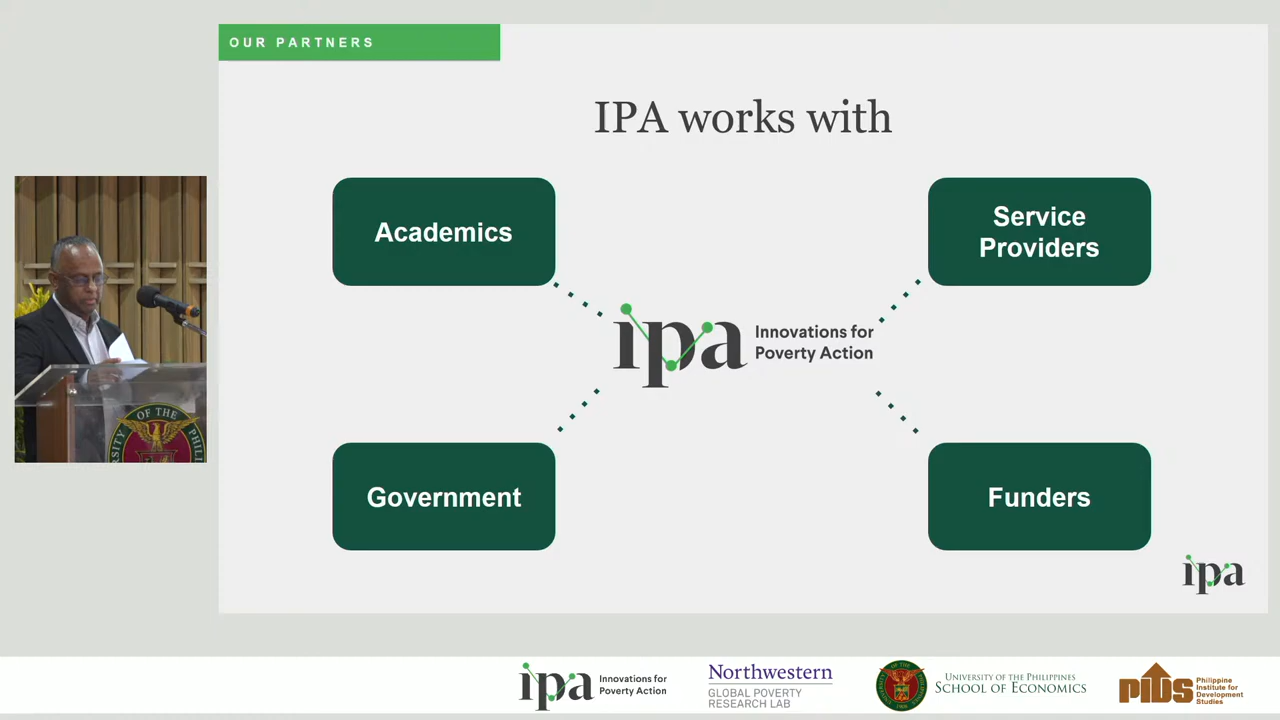 OUR PARTNERS
IPA works with
Academics
Service
Providers
ipa
Innovations for
Poverty Action
Government
Funders
ipa
OF THE
ipa
Innovations for
Poverty Action
Northwestern
GLOBAL POVERTY
RESEARCH LAB
UNIVERSITY OF THE PHILIPPINES
SCHOOL OF ECONOMICS
PIDS
Philippine
Institute for
Development
Studies